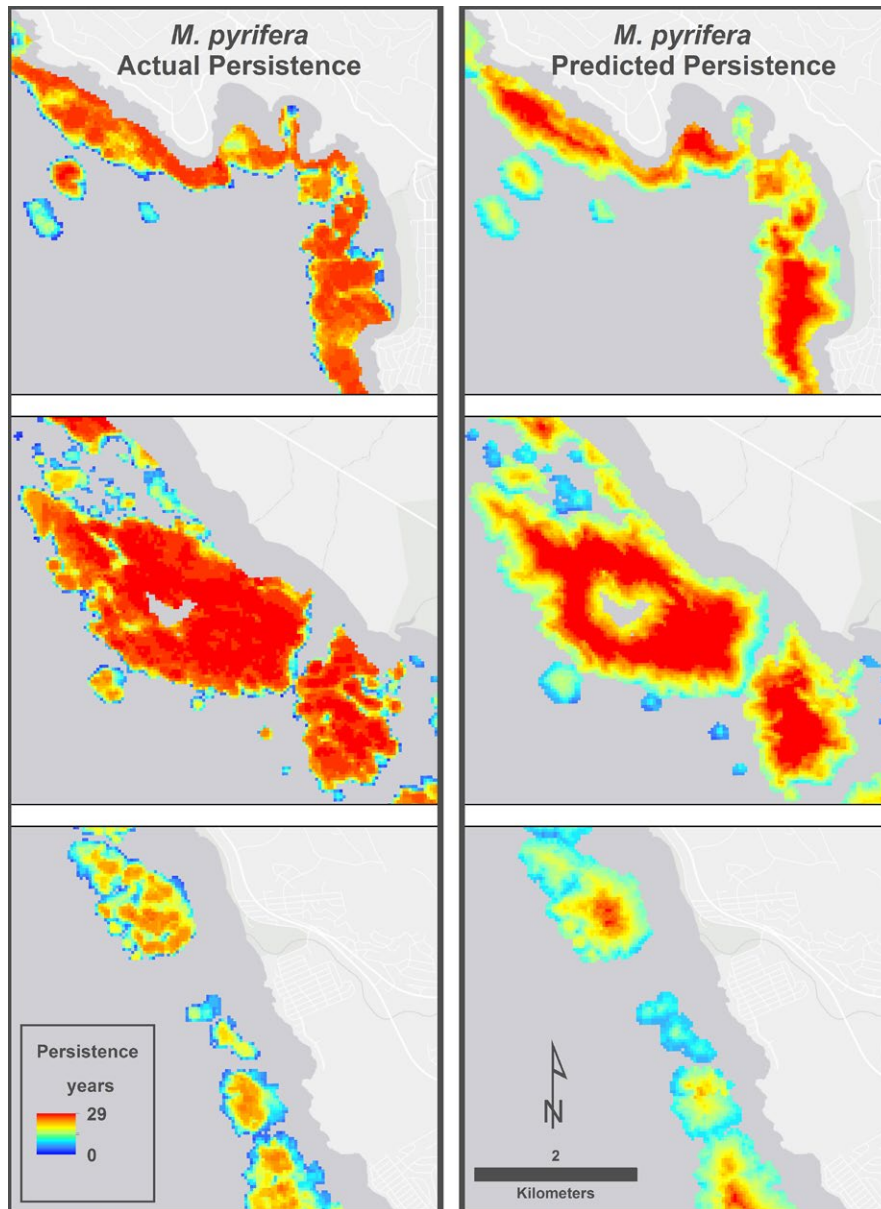 M. pyrifera
Actual Persistence
M. pyrifera
Predicted Persistence
Persistence
years
29
0
N
2
Kilometers